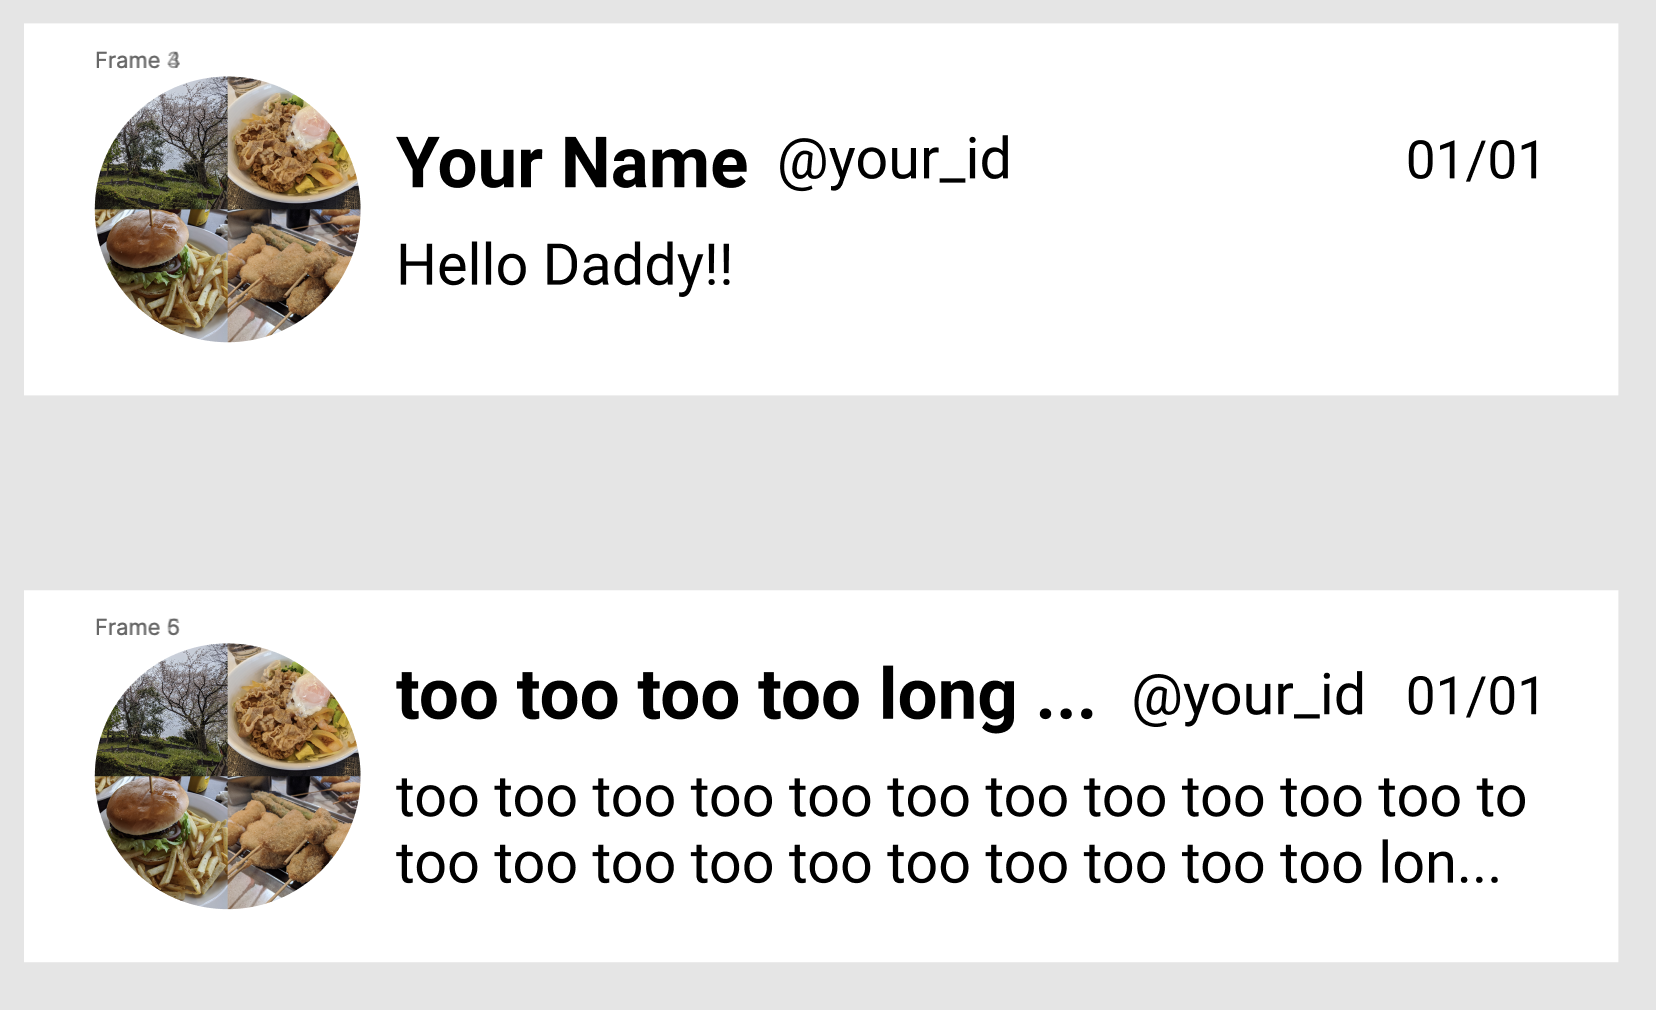 Frame
Your Name @your_id 01/01
Hello Daddy!!
Frame 6
too too too too long ... @your_id 01/01
too too too too too too too too too too too to
too too too too too too too too too too lon...